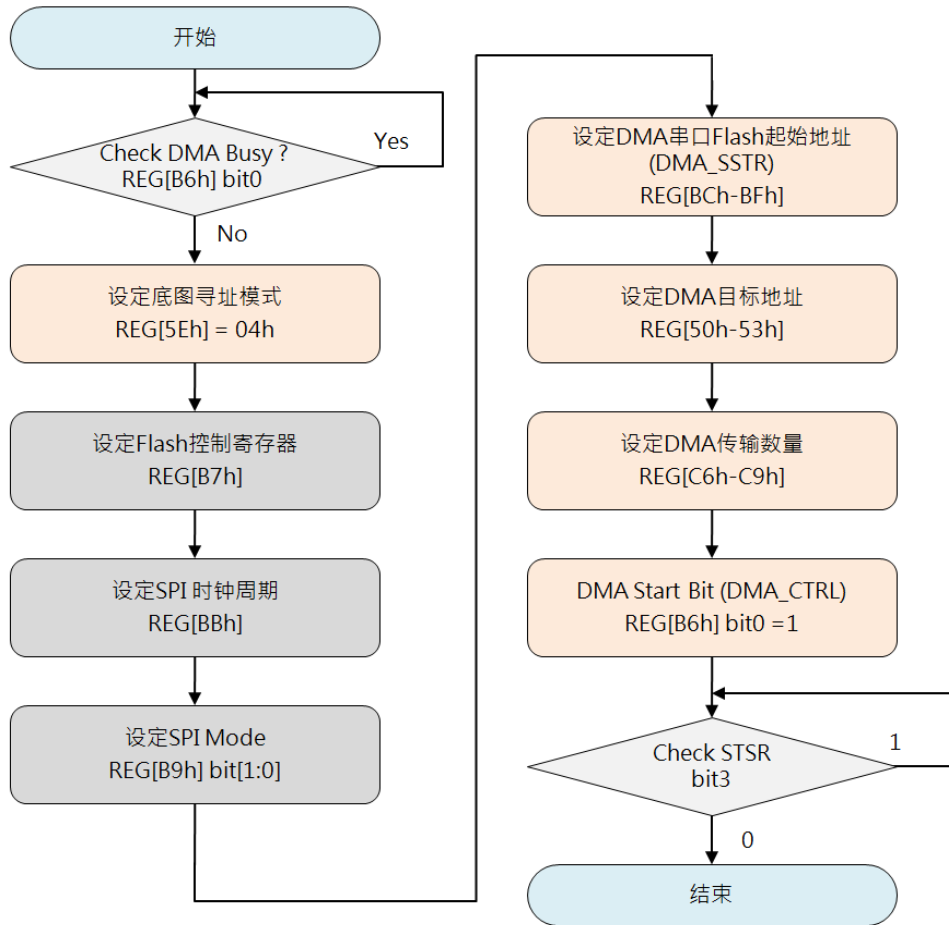 开始
Check DMA Busy ?
REG[B6h] bit0
Yes
No
设定底图寻址模式
REG[5Eh] = 04h
设定Flash控制寄存器
REG[B7h]
设定SPI 时钟周期
REG[BBh]
设定SPI Mode
REG[B9h] bit[1:0]
设定DMA串口Flash起始地址
(DMA_SSTR)
REG[BCh-BFh]
设定DMA目标地址
REG[50h-53h]
设定DMA传输数量
REG[C6h-C9h]
DMA Start Bit (DMA_CTRL)
REG[B6h] bit0 =1
Check STSR
bit3
1
0
结束